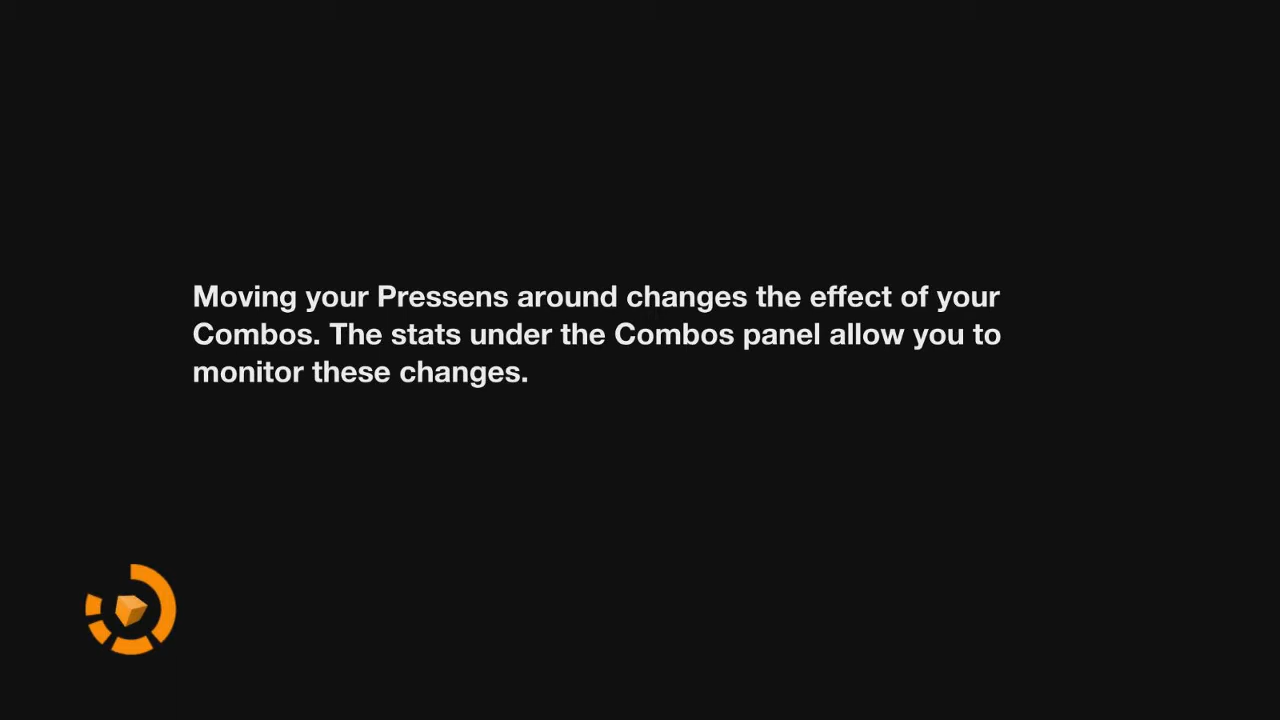 Moving your Pressens around changes the effect of your
Combos. The stats under the Combos panel allow you to
monitor these changes.